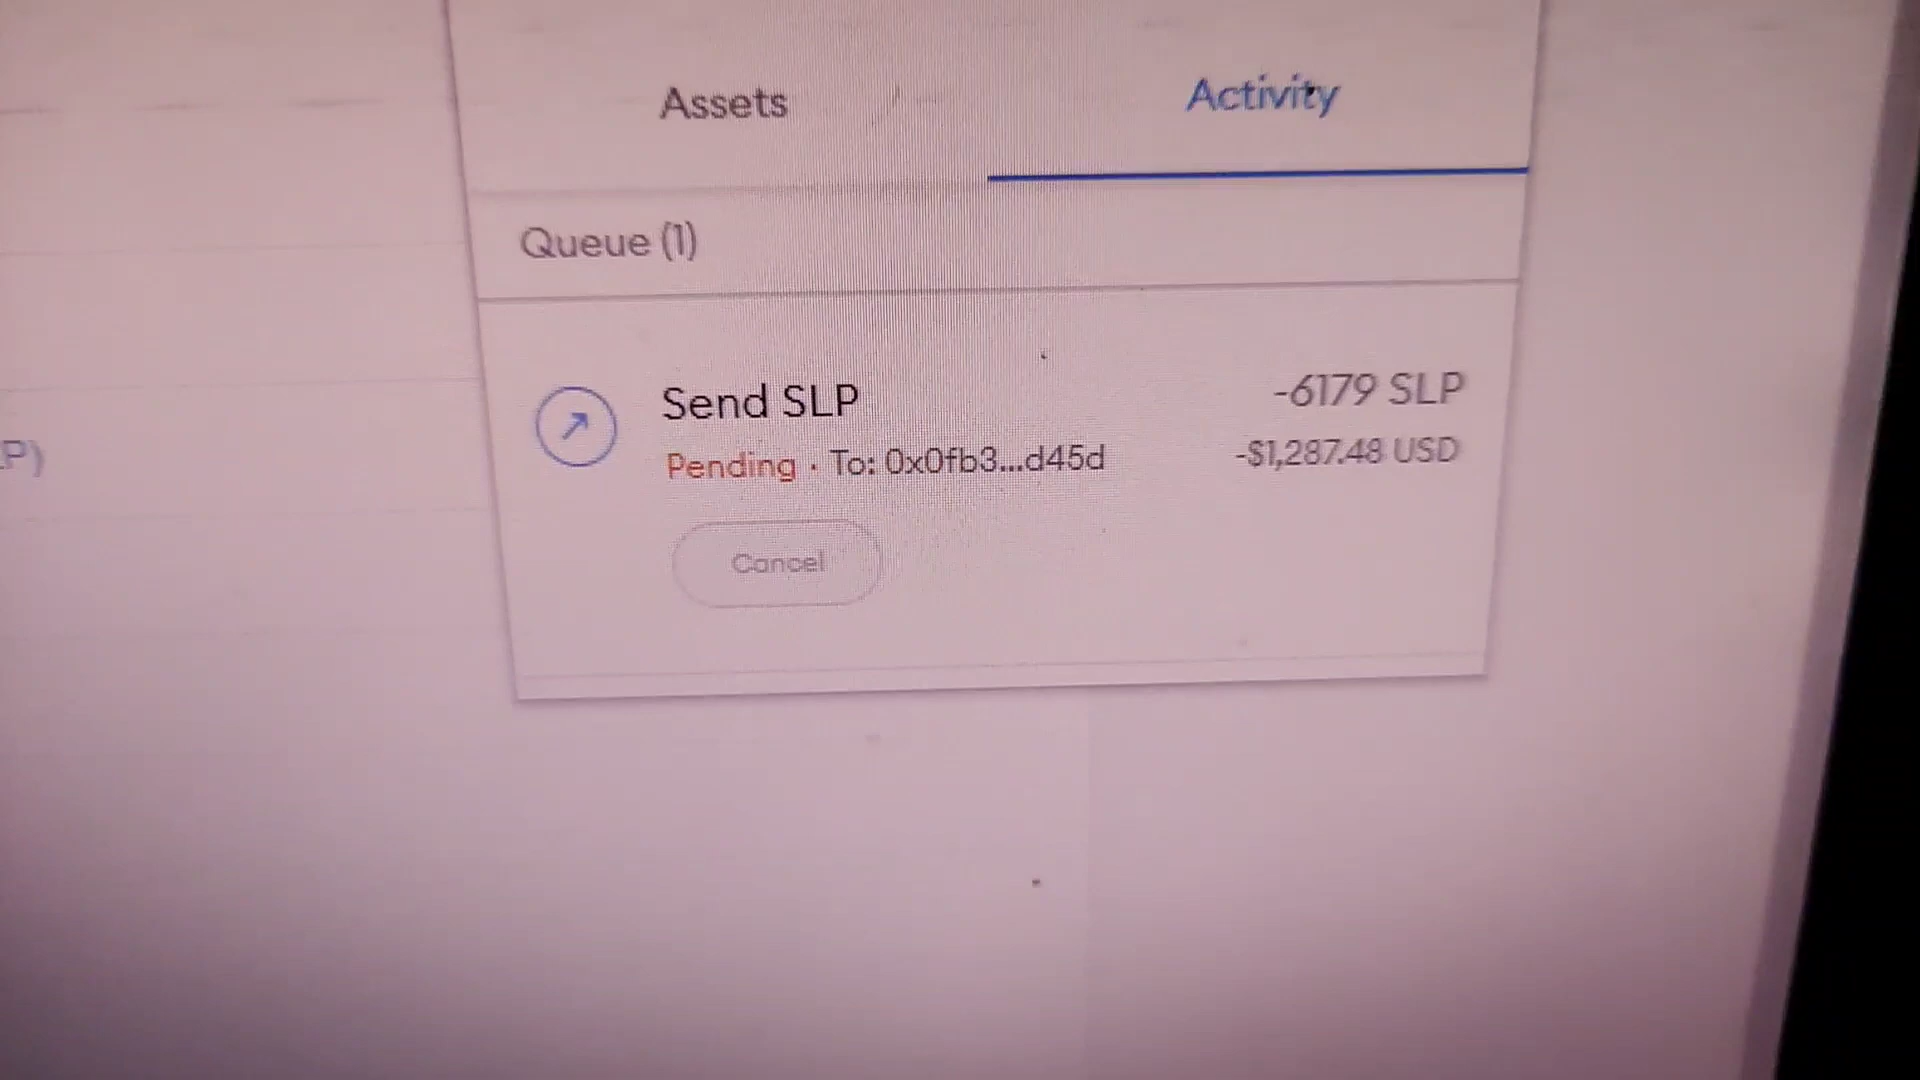 Assets
Activity
Queue (1)
Send SLP
-6179 SLP
Pending · To: 0x0fb3...d45d
-$1,287.48 USD
Cancel
P)